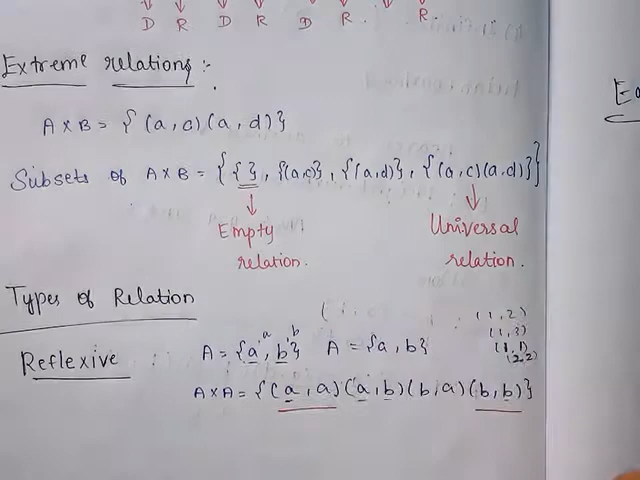 D R D R D R . R .
Extreme relations :
A x B = { (a, c) (a, d) }
Subsets of A x B = { { }, {(a,c)}, {(a,d)}, {(a,c)(a,d)} }
Empty relation.
Universal relation.
Types of Relation
(1, 2)
(1, 3)
(1, 1)
(2, 2)
Reflexive : A = {a, b} A = {a, b}
a b
A x A = { (a, a) (a, b) (b, a) (b, b) }